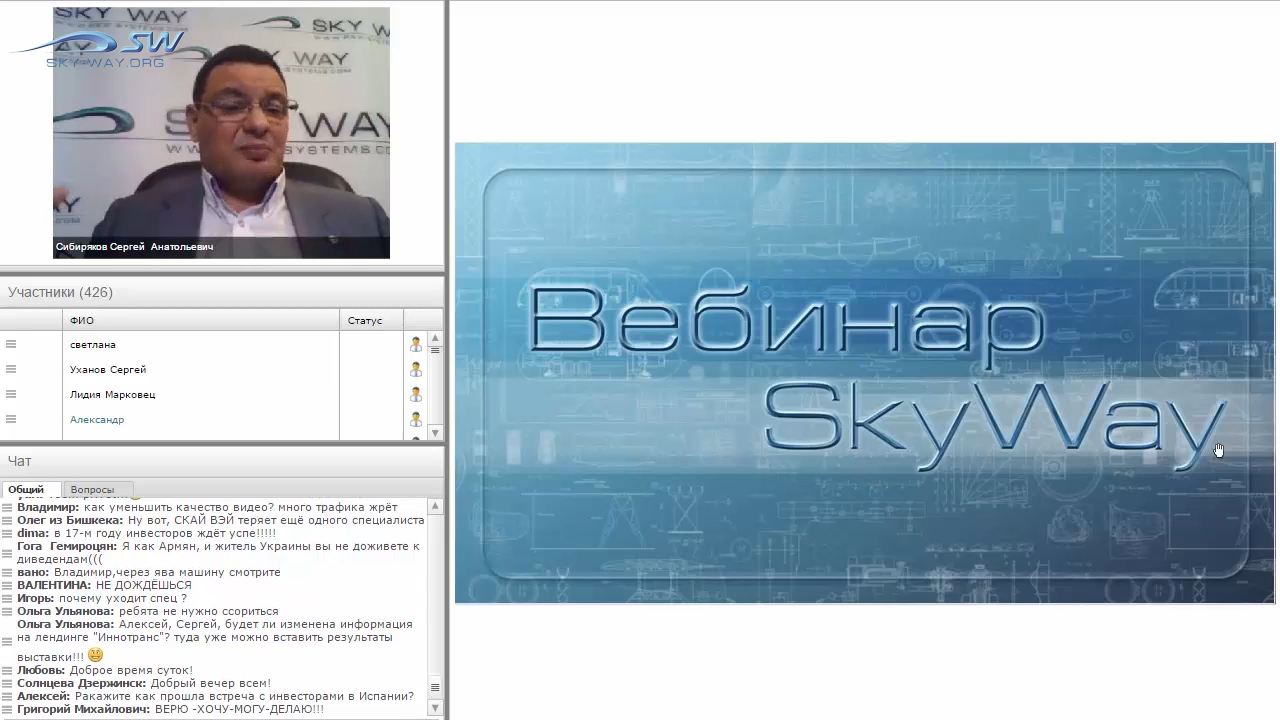 SKY WAY
SKY WAY
SW
SKY-WAY.ORG
WAY
SKY WAY
SYSTEMS.COM
Сибиряков Сергей Анатольевич
Участники (426)
ФИО
Статус
светлана
Уханов Сергей
Лидия Марковец
Александр
Чат
Общий
Вопросы
Владимир: как уменьшить качество видео? много трафика жрёт
Олег из Бишкека: Ну вот, СКАЙ ВЭЙ теряет ещё одного специалиста
dima: в 17-м году инвесторов ждёт успе!!!!!
Гога Гемироцян: Я как Армян, и житель Украины вы не доживете к
диведендам(((
вано: Владимир,через ява машину смотрите
ВАЛЕНТИНА: НЕ ДОЖДЁШЬСЯ
Игорь: почему уходит спец ?
Ольга Ульянова: ребята не нужно ссориться
Ольга Ульянова: Алексей, Сергей, будет ли изменена информация
на лендинге "Иннотранс"? туда уже можно вставить результаты
выставки!!!
Любовь: Доброе время суток!
Солнцева Дзержинск: Добрый вечер всем!
Алексей: Ракажите как прошла встреча с инвесторами в Испании?
Григорий Михайлович: ВЕРЮ -ХОЧУ-МОГУ-ДЕЛАЮ!!!
Вебинар
SkyWay